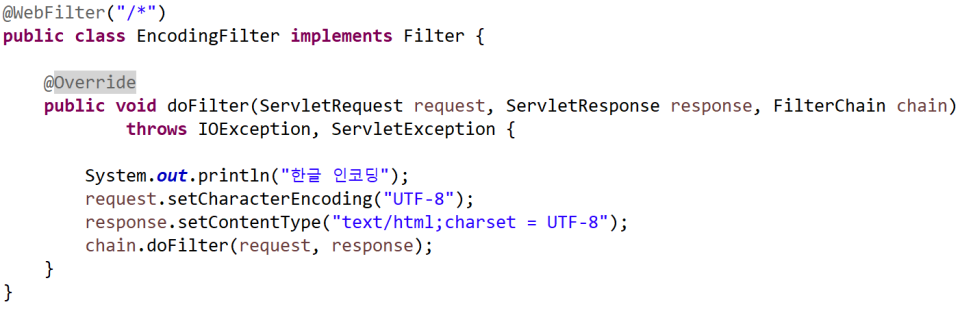 @WebFilter("/*")
public class EncodingFilter implements Filter {
@Override
public void doFilter(ServletRequest request, ServletResponse response, FilterChain chain)
throws IOException, ServletException {
System.out.println("한글 인코딩");
request.setCharacterEncoding("UTF-8");
response.setContentType("text/html;charset = UTF-8");
chain.doFilter(request, response);
}
}